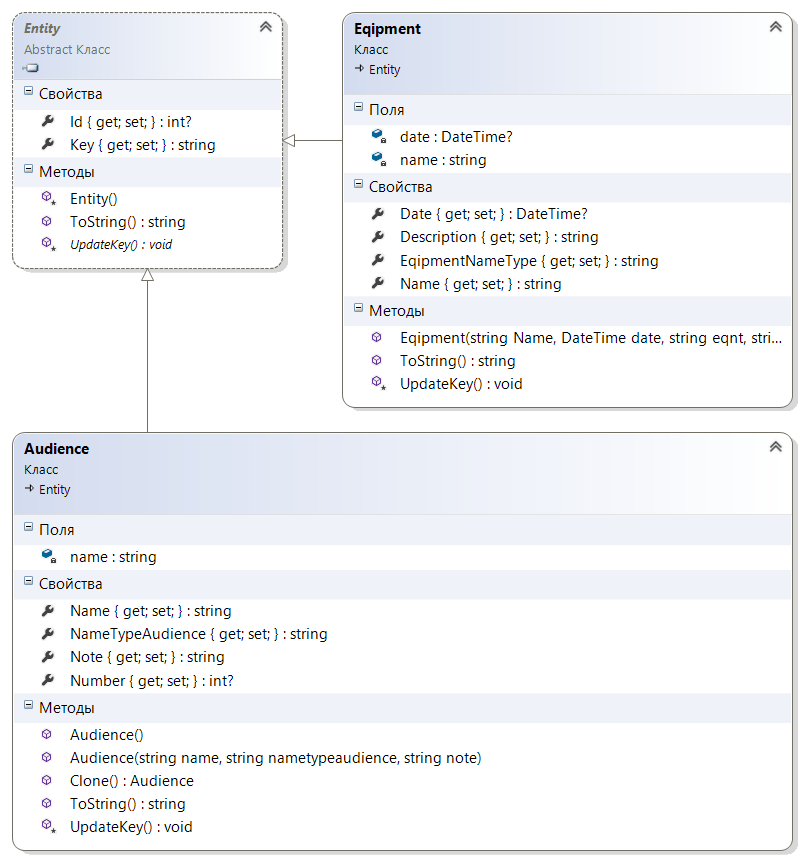 Entity
Abstract Класс
Свойства
Id { get; set; } : int?
Key { get; set; } : string
Методы
Entity()
ToString() : string
UpdateKey() : void
Eqipment
Класс
Entity
Поля
date : DateTime?
name : string
Свойства
Date { get; set; } : DateTime?
Description { get; set; } : string
EqipmentNameType { get; set; } : string
Name { get; set; } : string
Методы
Eqipment(string Name, DateTime date, string eqnt, stri...
ToString() : string
UpdateKey() : void
Audience
Класс
Entity
Поля
name : string
Свойства
Name { get; set; } : string
NameTypeAudience { get; set; } : string
Note { get; set; } : string
Number { get; set; } : int?
Методы
Audience()
Audience(string name, string nametypeaudience, string note)
Clone() : Audience
ToString() : string
UpdateKey() : void